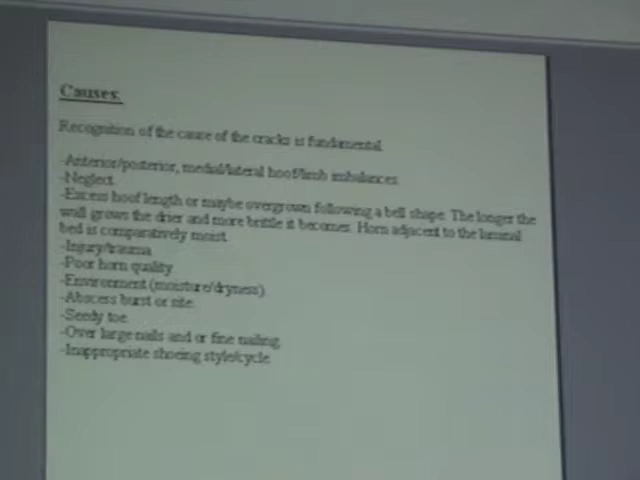 Causes:
Recognition of the cause of the cracks is fundamental.
-Anterior/posterior, medial/lateral hoof/limb imbalances
-Neglect.
-Excess hoof length or maybe overgrown following a bell shape. The longer the
wall grows the drier and more brittle it becomes. Horn adjacent to the laminal
bed is comparatively moist.
-Injury/trauma
-Poor horn quality
-Environment (moisture/dryness)
-Abscess burst or site.
-Seedy toe.
-Over large nails and or fine nailing.
-Inappropriate shoeing style/cycle